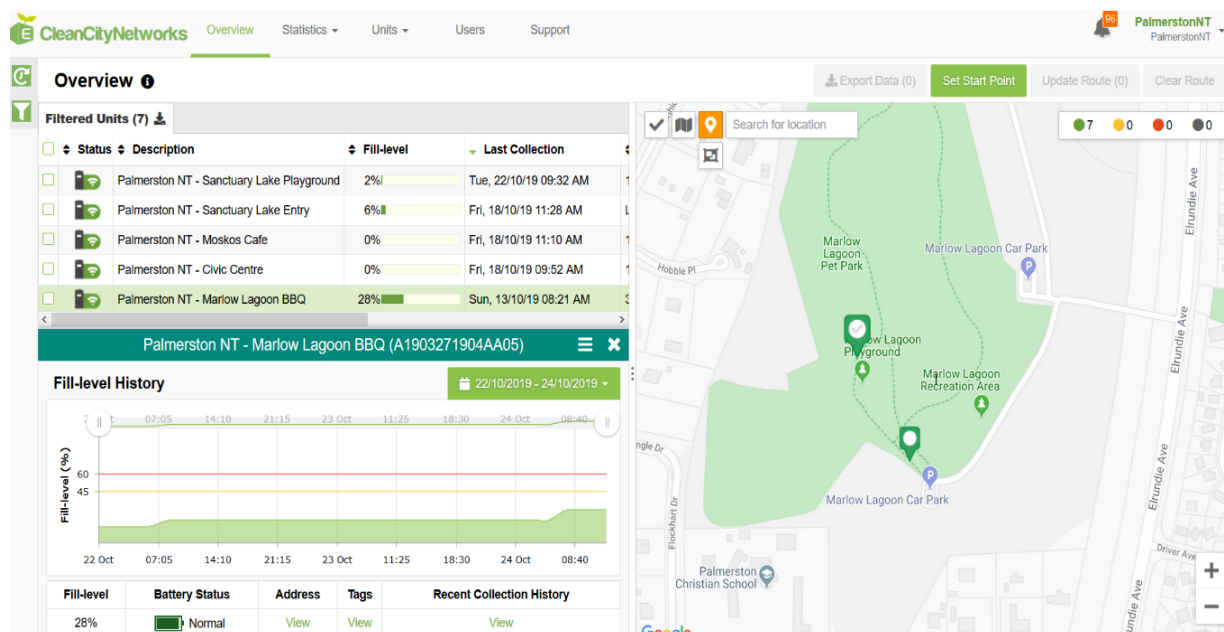 CleanCityNetworks Overview Statistics Units Users Support 96 PalmerstonNT
PalmerstonNT
Overview Export Data (0) Set Start Point Update Route (0) Clear Route
Filtered Units (7)
Search for location
7 0 0 0
Status Description Fill-level Last Collection
Palmerston NT - Sanctuary Lake Playground 2% Tue, 22/10/19 09:32 AM
Palmerston NT - Sanctuary Lake Entry 6% Fri, 18/10/19 11:28 AM
Palmerston NT - Moskos Cafe 0% Fri, 18/10/19 11:10 AM
Palmerston NT - Civic Centre 0% Fri, 18/10/19 09:52 AM
Palmerston NT - Marlow Lagoon BBQ 28% Sun, 13/10/19 08:21 AM
Palmerston NT - Marlow Lagoon BBQ (A1903271904AA05)
Fill-level History 22/10/2019 - 24/10/2019
07:05 14:10 21:15 23 Oct 11:25 18:30 24 Oct 08:40
Fill-level (%)
60
45
22 Oct 07:05 14:10 21:15 23 Oct 11:25 18:30 24 Oct 08:40
Fill-level Battery Status Address Tags Recent Collection History
28% Normal View View View
Elrundie Ave
Marlow
Lagoon
Pet Park
Marlow Lagoon Car Park
P
Hobble Pl
Lagoon
Playground
Marlow Lagoon
Recreation Area
Elrundie Ave
P
Marlow Lagoon Car Park
Elrundie Ave
Flockhart Dr
Driver Ave
Palmerston
Christian School
+
−
Google